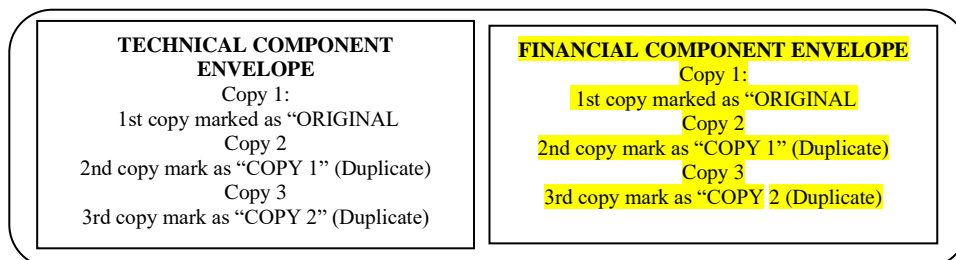 TECHNICAL COMPONENT
ENVELOPE
Copy 1:
1st copy marked as “ORIGINAL
Copy 2
2nd copy mark as “COPY 1” (Duplicate)
Copy 3
3rd copy mark as “COPY 2” (Duplicate)
FINANCIAL COMPONENT ENVELOPE
Copy 1:
1st copy marked as “ORIGINAL
Copy 2
2nd copy mark as “COPY 1” (Duplicate)
Copy 3
3rd copy mark as “COPY 2 (Duplicate)